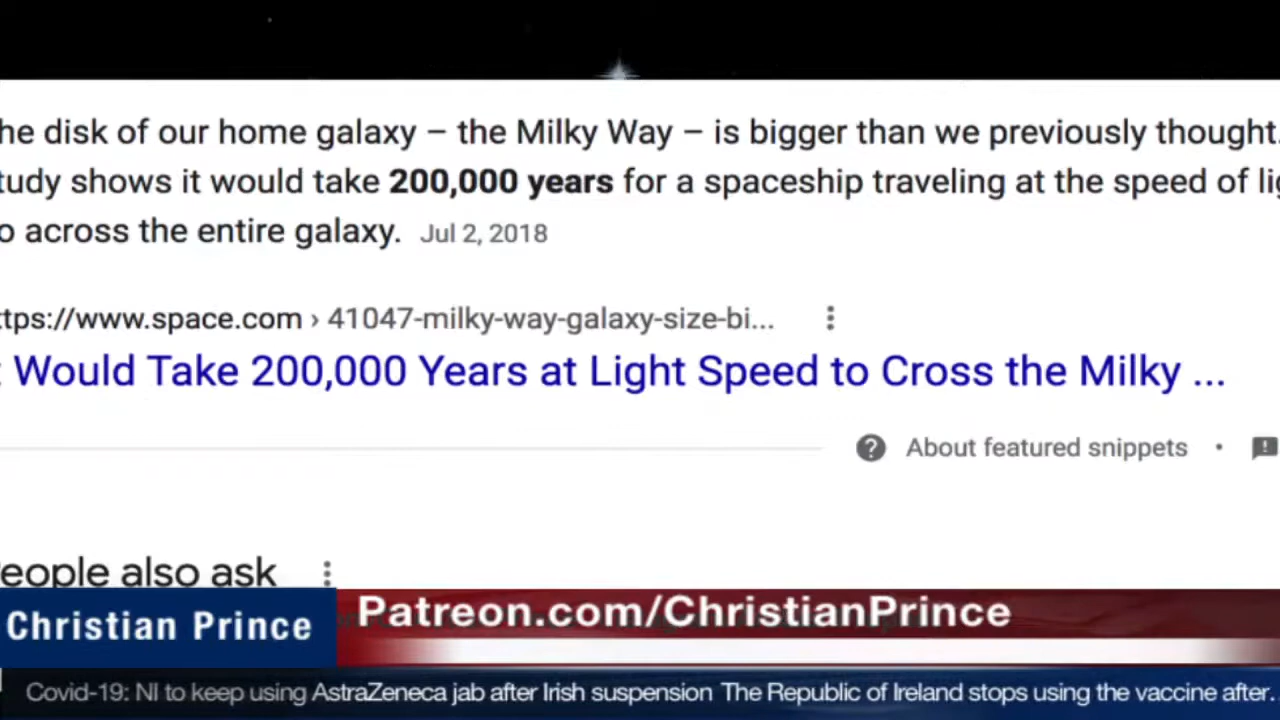 he disk of our home galaxy – the Milky Way – is bigger than we previously thought.
tudy shows it would take 200,000 years for a spaceship traveling at the speed of lig
o across the entire galaxy. Jul 2, 2018
ttps://www.space.com › 41047-milky-way-galaxy-size-bi...
t Would Take 200,000 Years at Light Speed to Cross the Milky ...
About featured snippets •
eople also ask
Christian Prince
Patreon.com/ChristianPrince
Covid-19: NI to keep using AstraZeneca jab after Irish suspension The Republic of Ireland stops using the vaccine after.